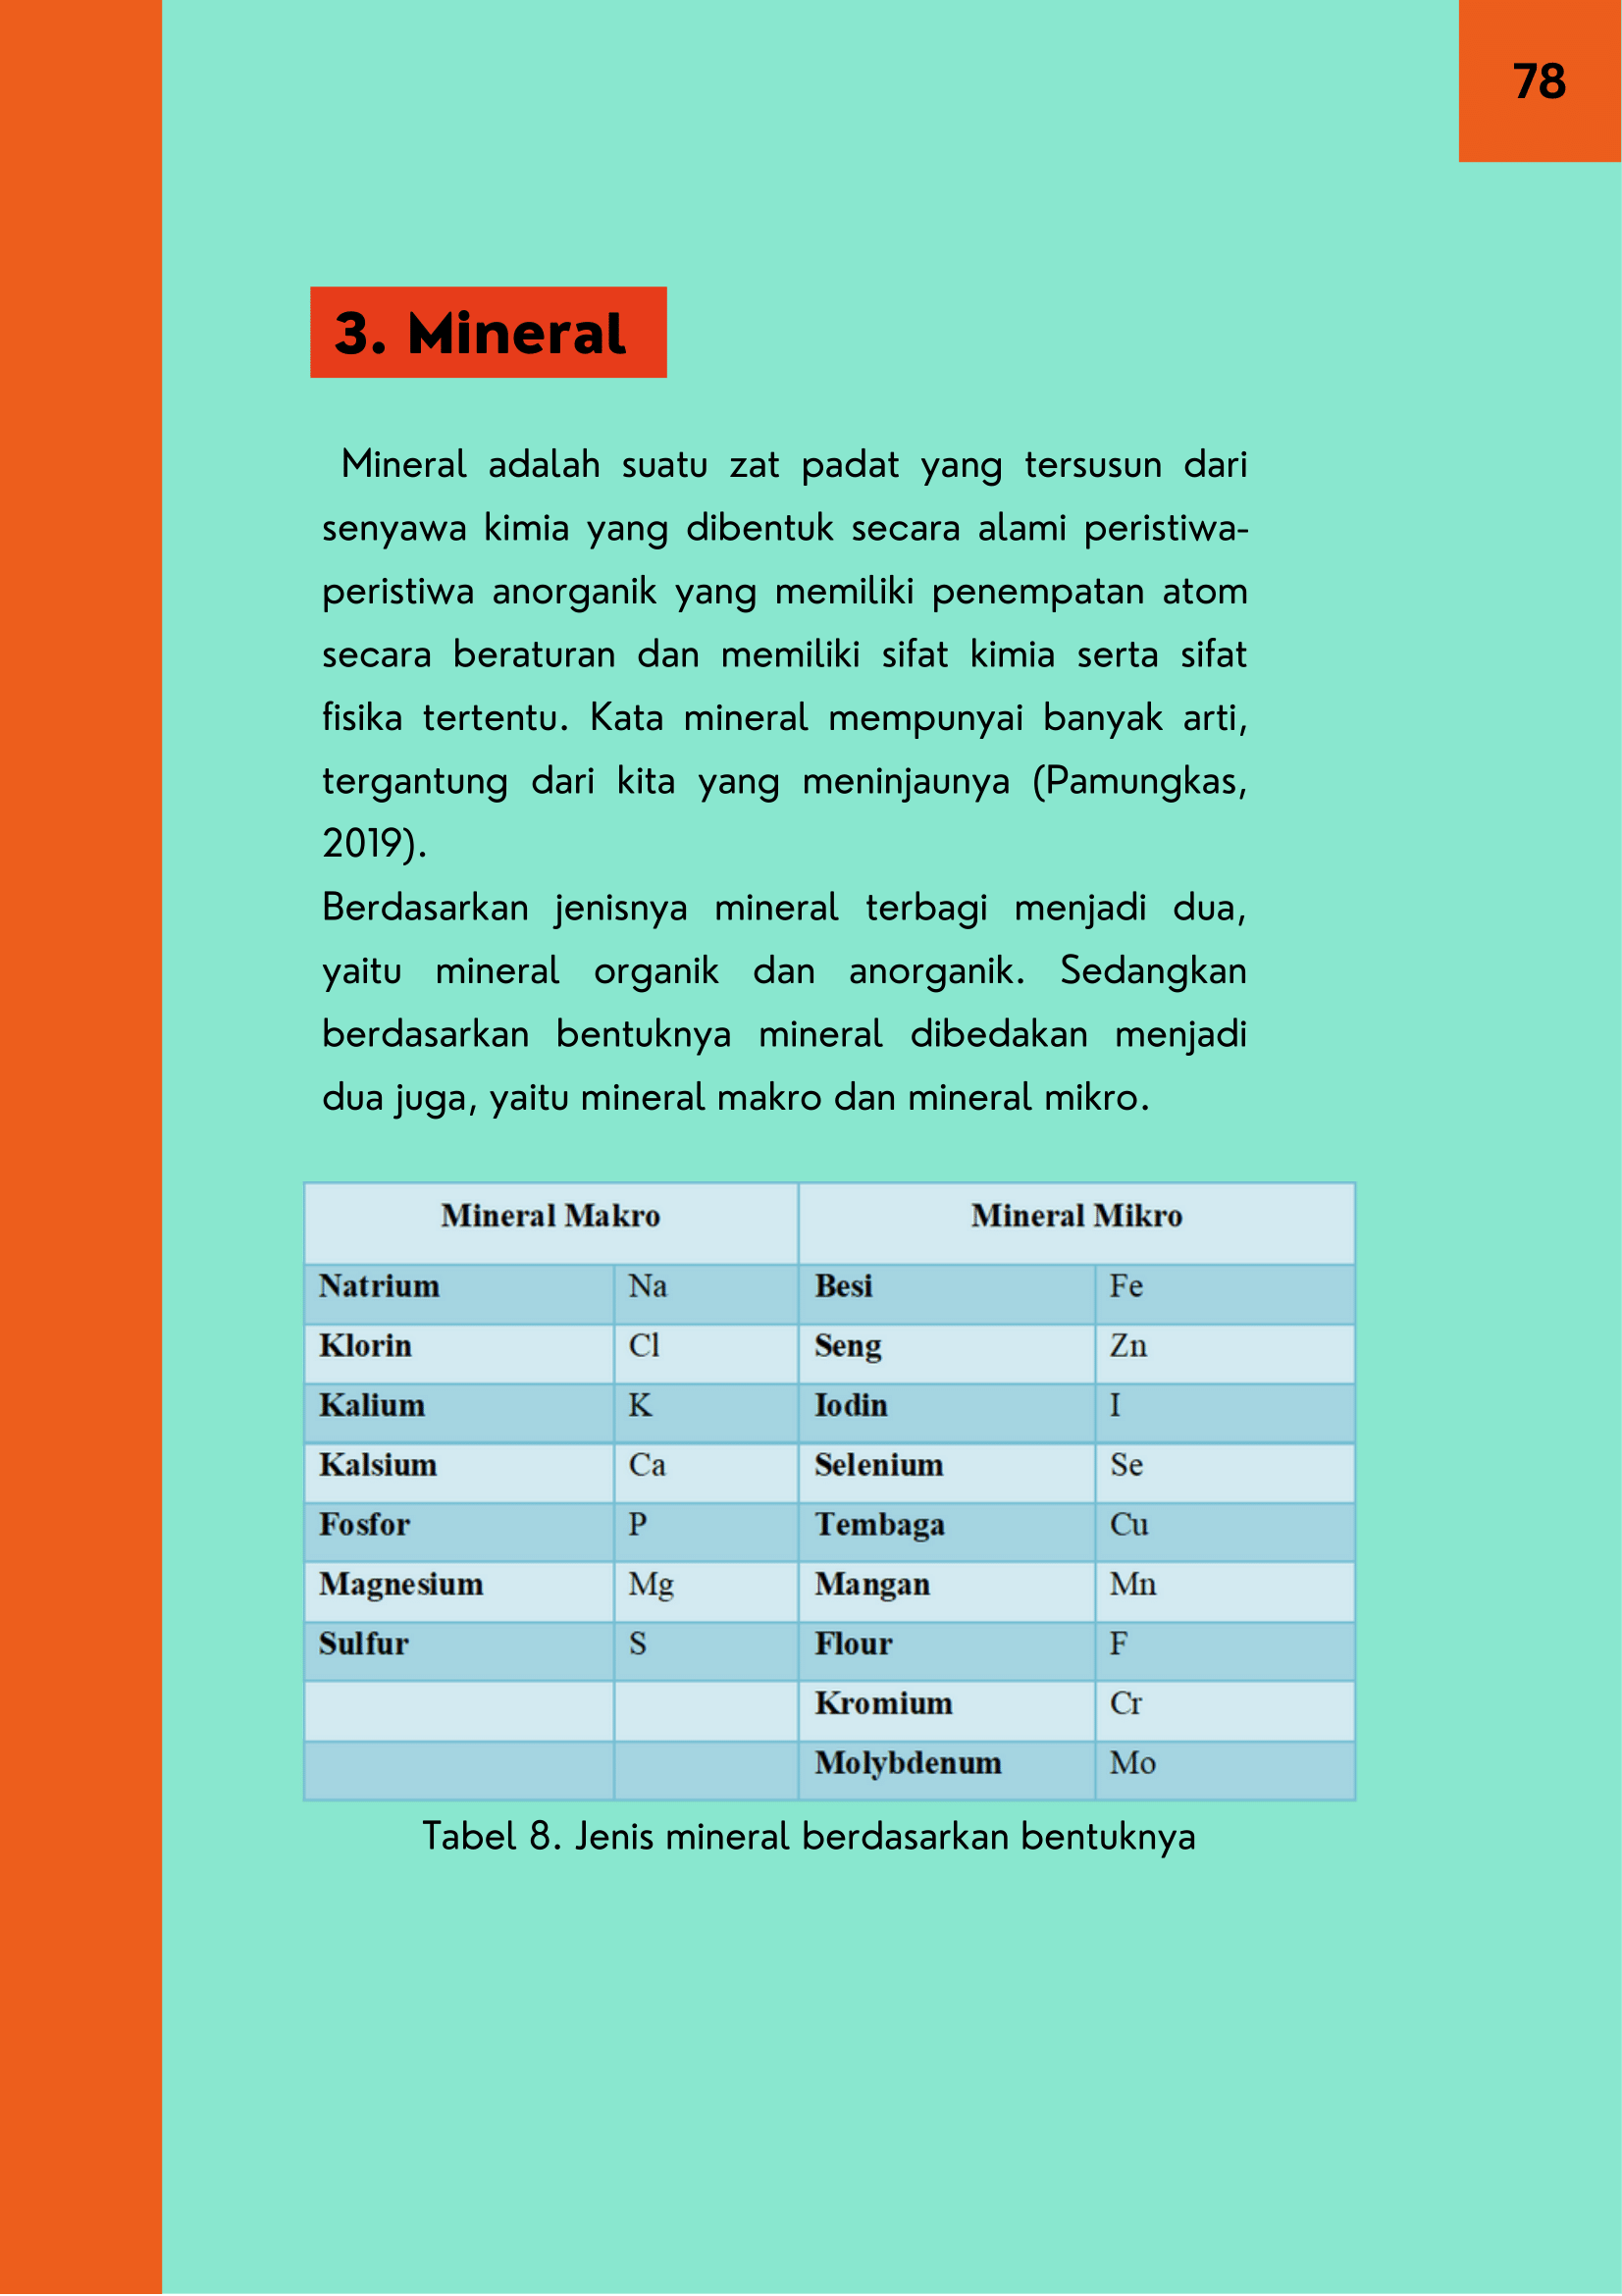 78
3. Mineral
Mineral adalah suatu zat padat yang tersusun dari
senyawa kimia yang dibentuk secara alami peristiwa-
peristiwa anorganik yang memiliki penempatan atom
secara beraturan dan memiliki sifat kimia serta sifat
fisika tertentu. Kata mineral mempunyai banyak arti,
tergantung dari kita yang meninjaunya (Pamungkas,
2019).
Berdasarkan jenisnya mineral terbagi menjadi dua,
yaitu mineral organik dan anorganik. Sedangkan
berdasarkan bentuknya mineral dibedakan menjadi
dua juga, yaitu mineral makro dan mineral mikro.
Mineral Makro Mineral Mikro
Natrium Na Besi Fe
Klorin Cl Seng Zn
Kalium K Iodin I
Kalsium Ca Selenium Se
Fosfor P Tembaga Cu
Magnesium Mg Mangan Mn
Sulfur S Flour F
Kromium Cr
Molybdenum Mo
Tabel 8. Jenis mineral berdasarkan bentuknya